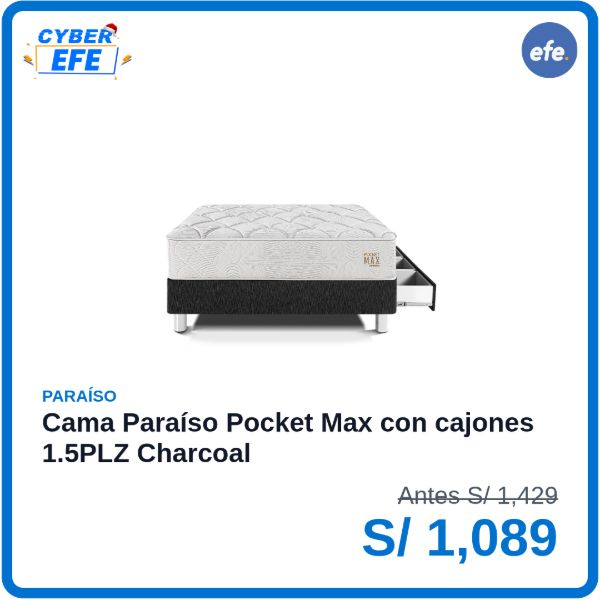 CYBER
EFE
efe.
POCKET
MAX
PARAÍSO
Cama Paraíso Pocket Max con cajones
1.5PLZ Charcoal
Antes S/ 1,429
S/ 1,089